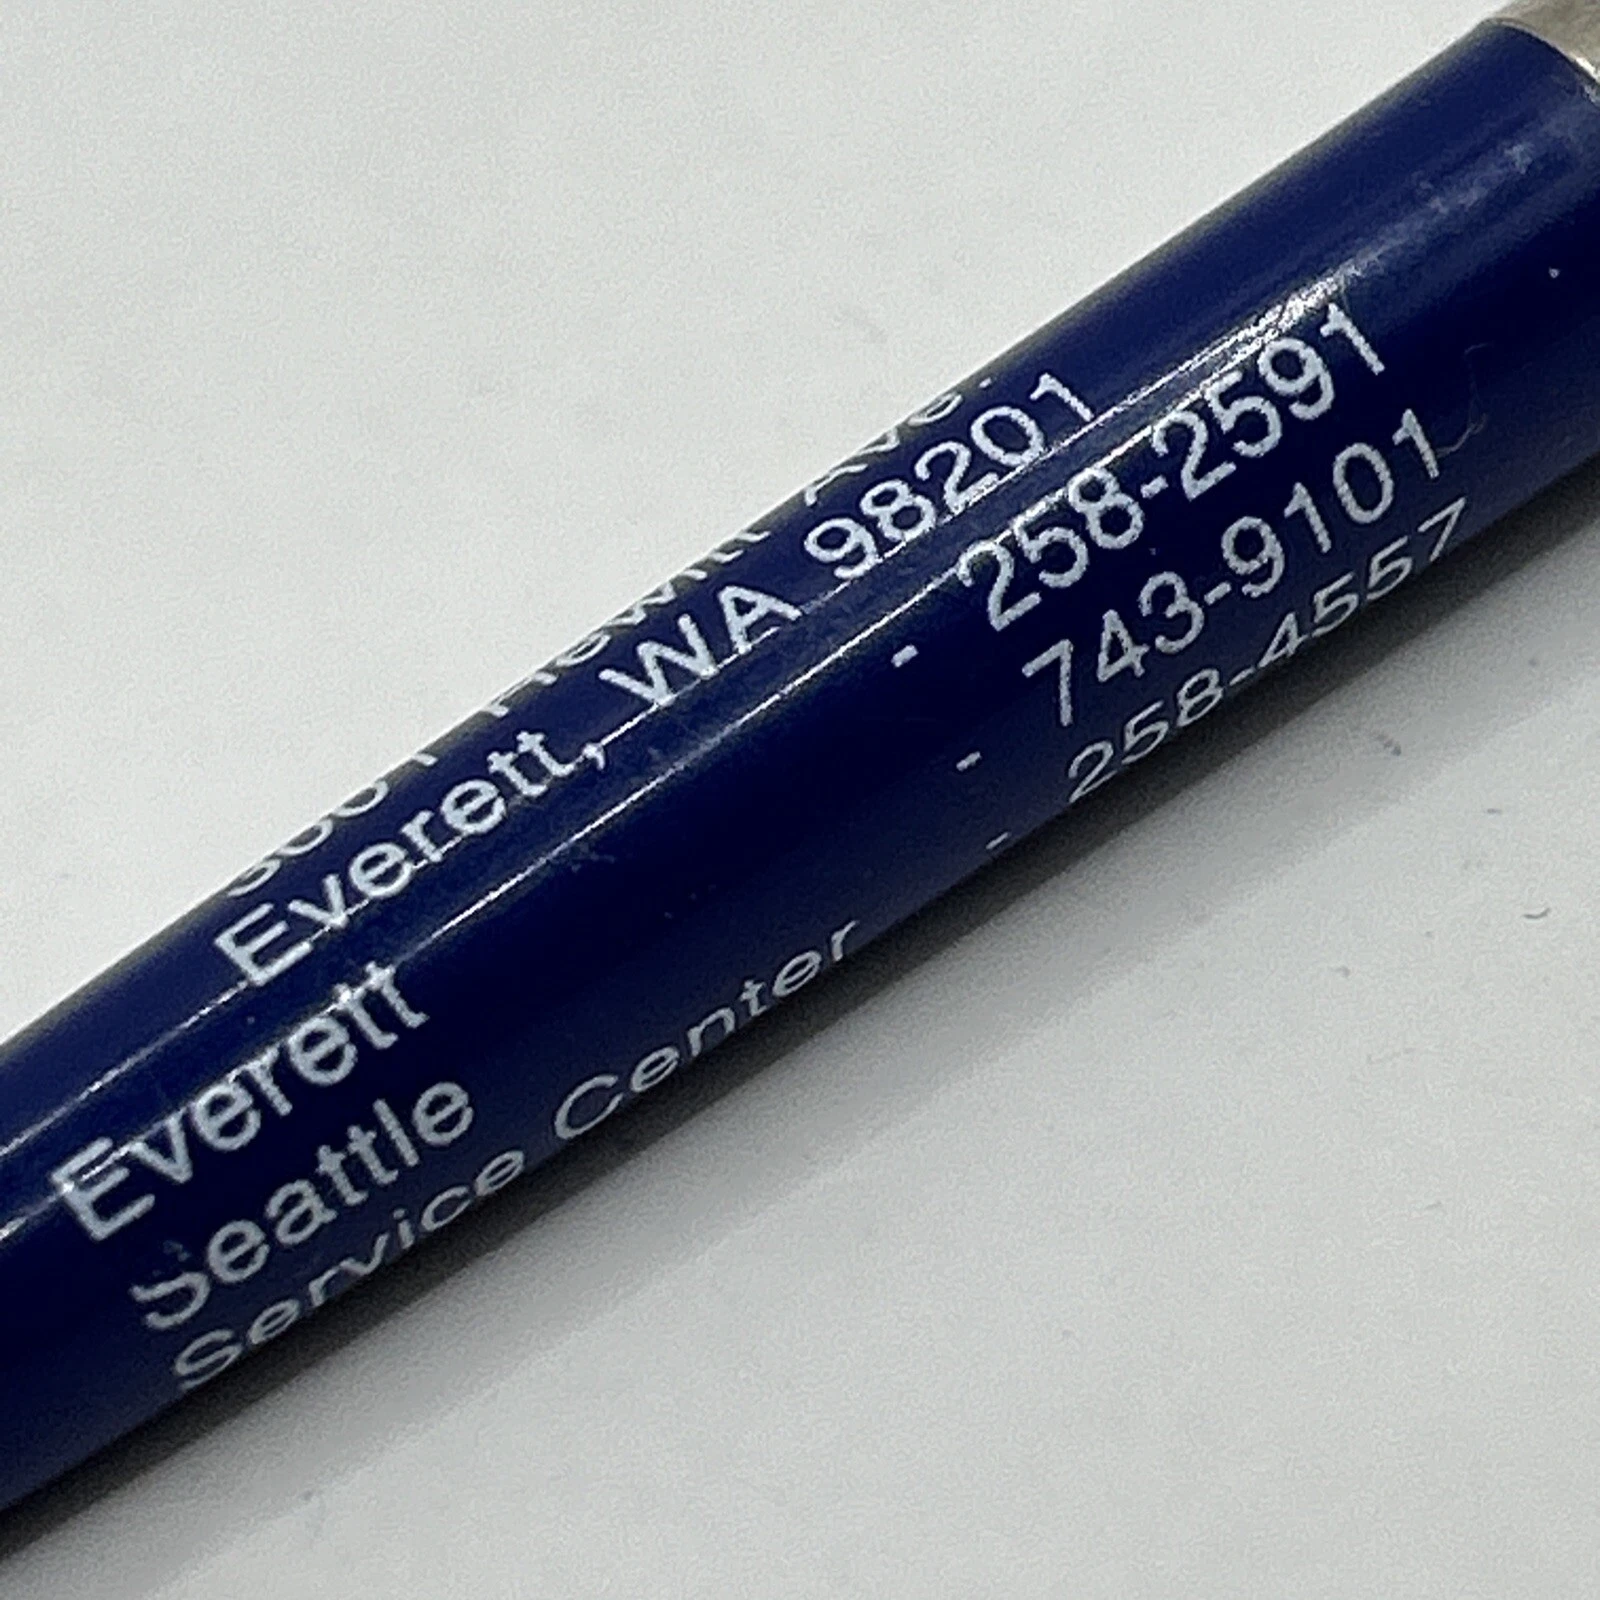 Everett, WA 98201
Everett - 258-2591
Seattle - 743-9101
Service Center - 258-4557